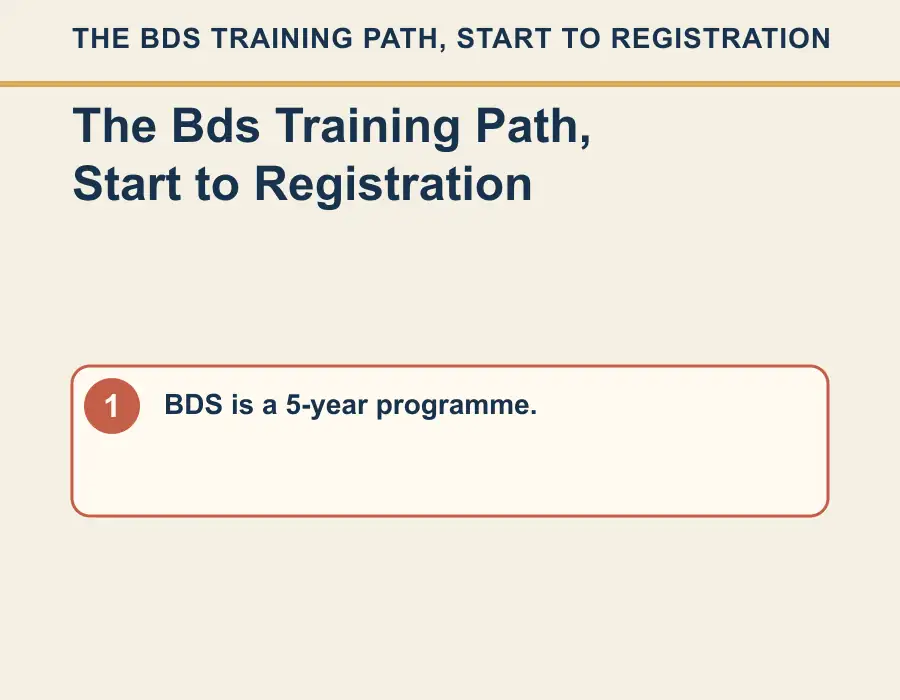 THE BDS TRAINING PATH, START TO REGISTRATION
The Bds Training Path,
Start to Registration
1
BDS is a 5-year programme.